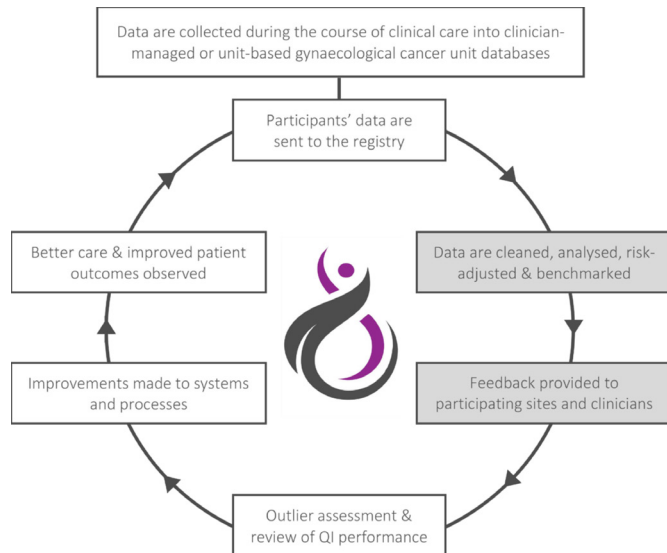 Data are collected during the course of clinical care into clinician-
managed or unit-based gynaecological cancer unit databases
Participants’ data are
sent to the registry
Data are cleaned, analysed, risk-
adjusted & benchmarked
Feedback provided to
participating sites and clinicians
Outlier assessment &
review of QI performance
Improvements made to systems
and processes
Better care & improved patient
outcomes observed